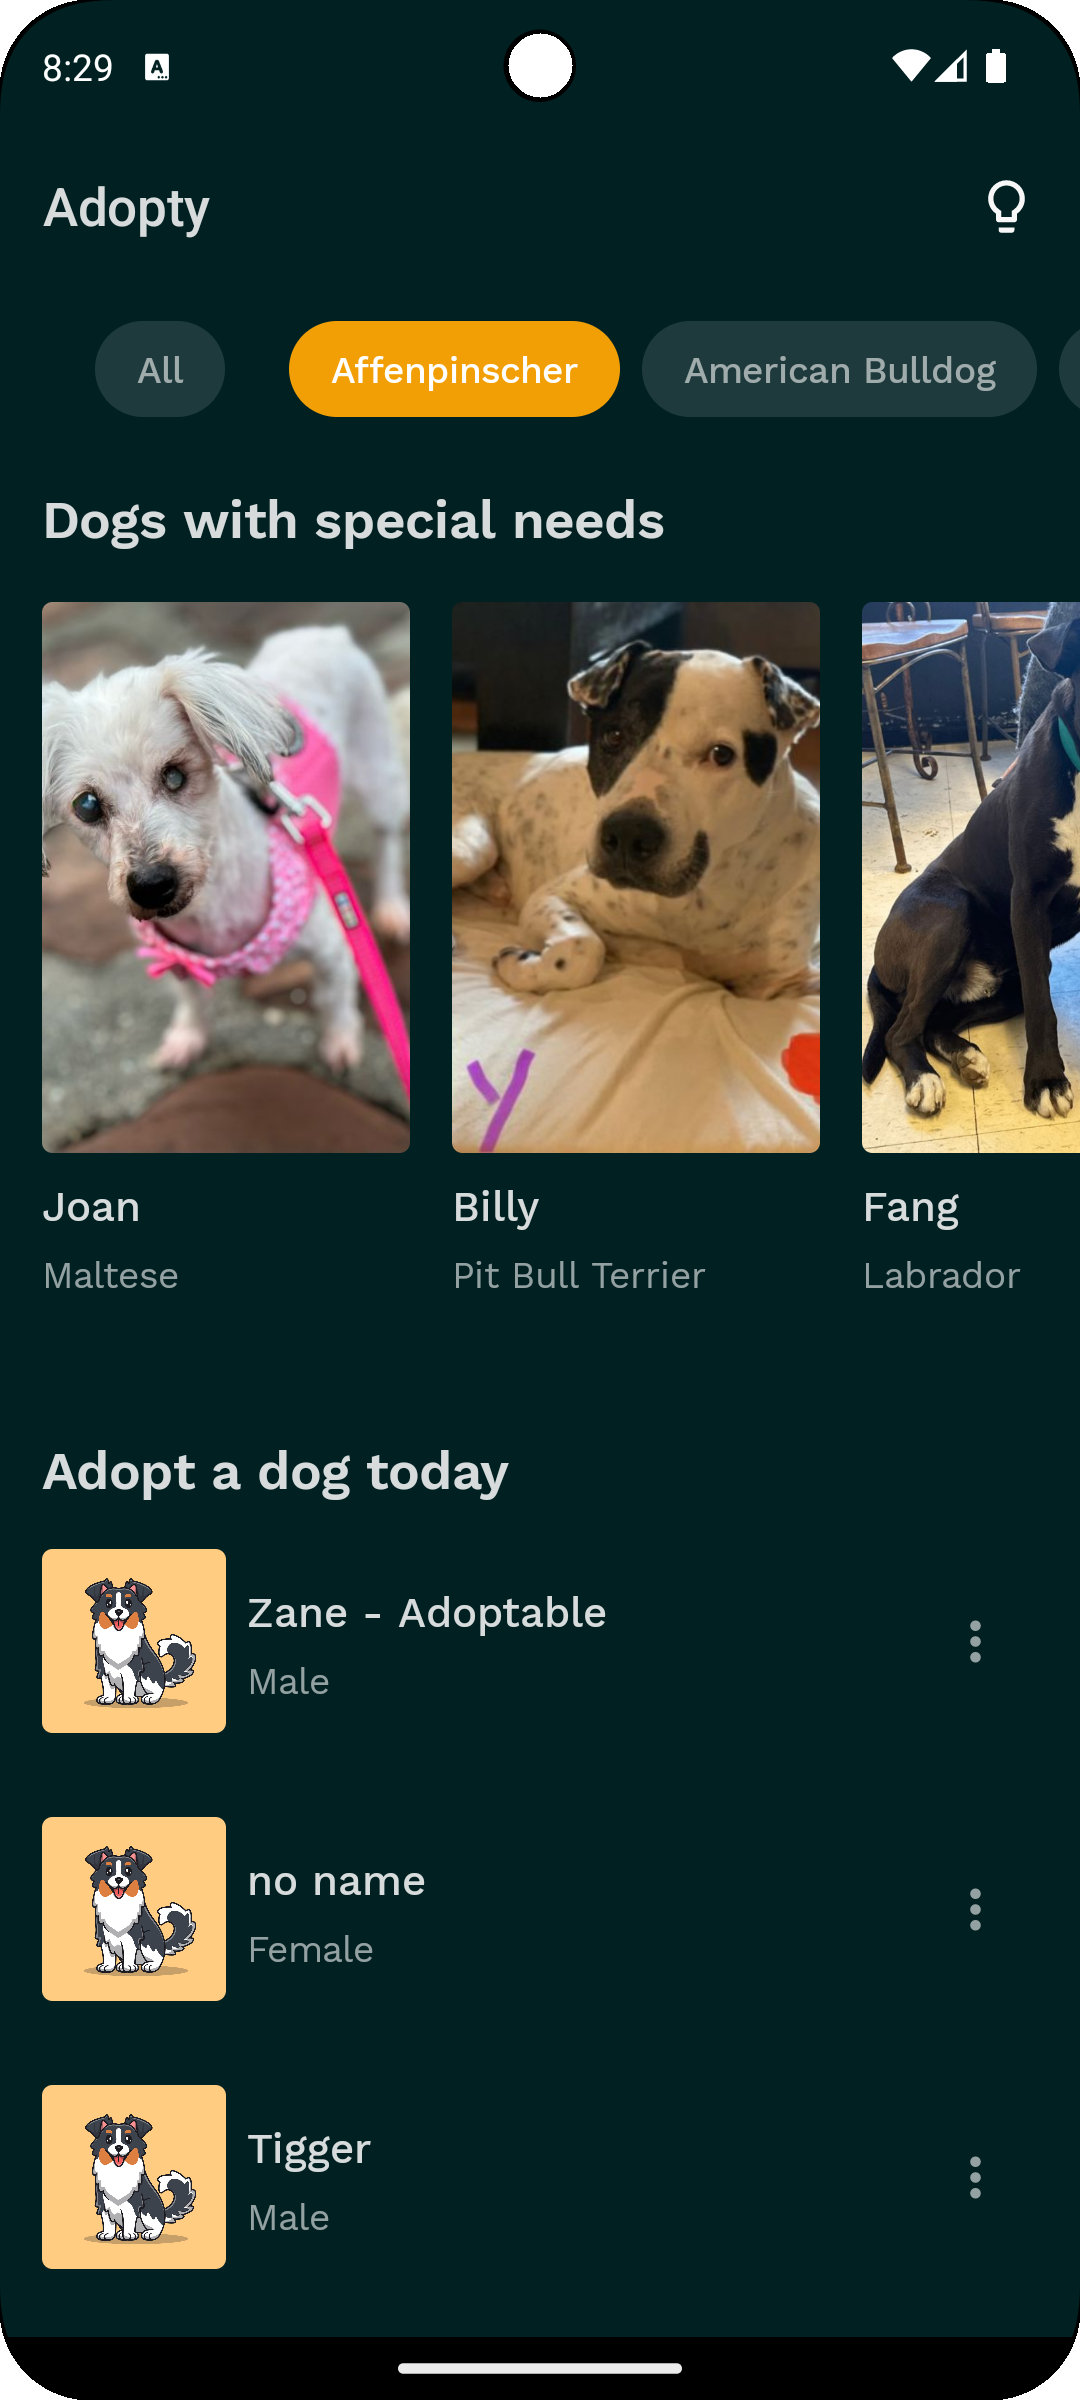 8:29
Adopty
All
Affenpinscher
American Bulldog
Dogs with special needs
Joan
Billy
Fang
Maltese
Pit Bull Terrier
Labrador
Adopt a dog today
Zane - Adoptable
Male
no name
Female
Tigger
Male